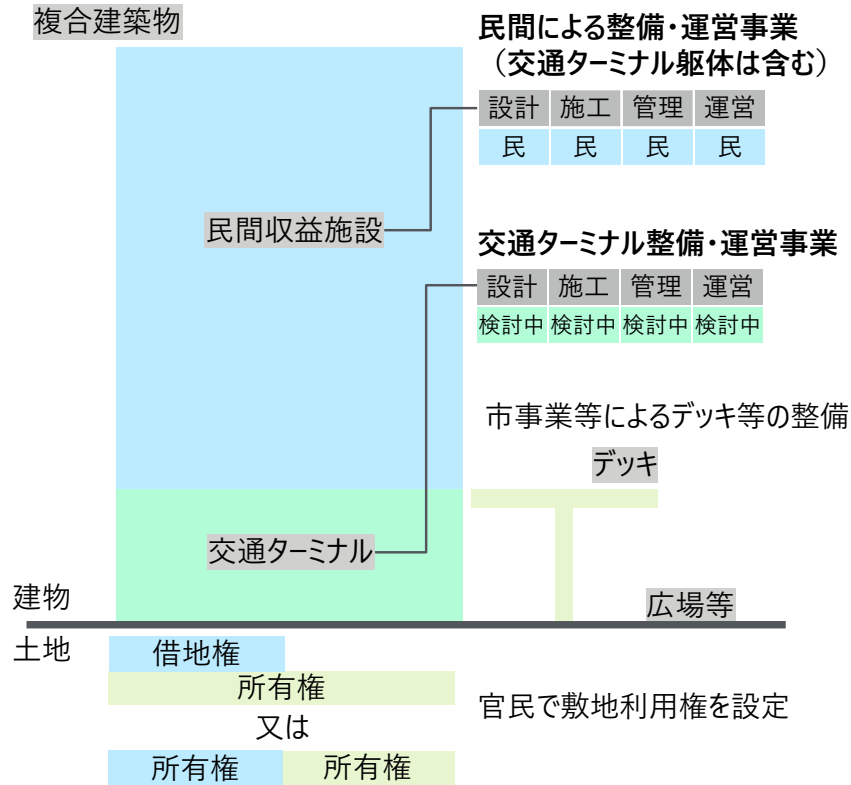 複合建築物
民間による整備・運営事業
（交通ターミナル躯体は含む）
設計 施工 管理 運営
民 民 民 民
民間収益施設
交通ターミナル整備・運営事業
設計 施工 管理 運営
検討中 検討中 検討中 検討中
市事業等によるデッキ等の整備
デッキ
交通ターミナル
建物
広場等
土地
借地権
所有権
官民で敷地利用権を設定
又は
所有権 所有権